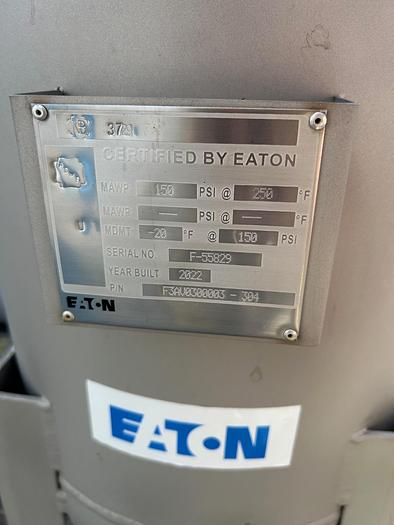 CERTIFIED BY EATON
MAWP 150 PSI @ 250 °F
MAWP — PSI @ — °F
MDMT -20 °F @ 150 PSI
U
SERIAL NO. F-55829
YEAR BUILT 2022
P/N F3AV0300003 - 304
EATON
EATON